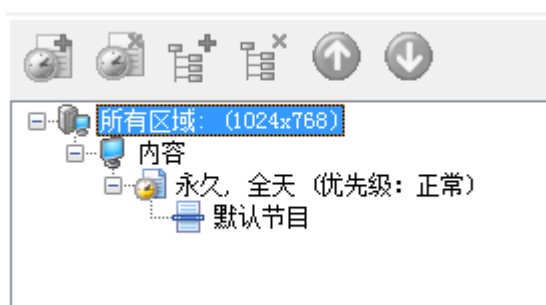 所有区域: (1024x768)
内容
永久, 全天 (优先级: 正常)
默认节目